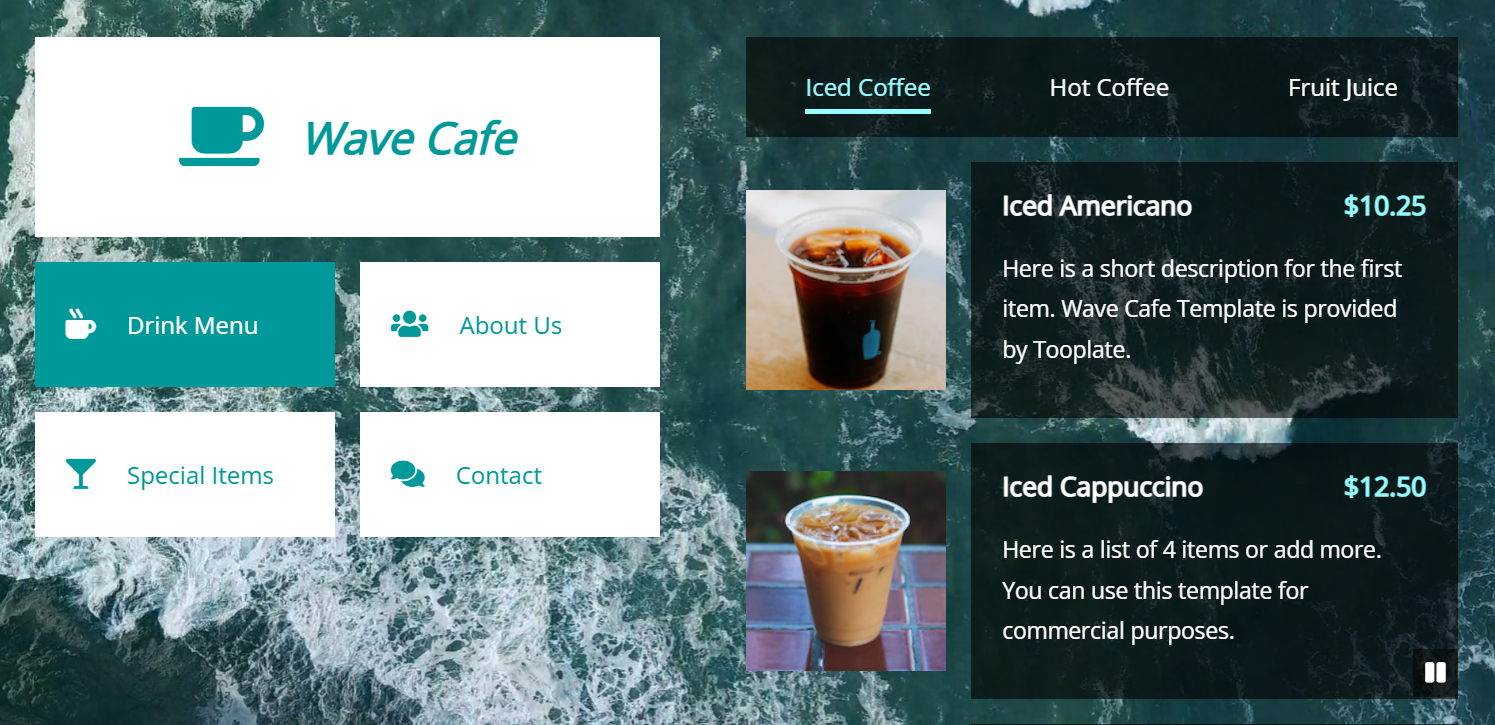 Wave Cafe
Drink Menu
About Us
Special Items
Contact
Iced Coffee
Hot Coffee
Fruit Juice
Iced Americano
$10.25
Here is a short description for the first
item. Wave Cafe Template is provided
by Tooplate.
Iced Cappuccino
$12.50
Here is a list of 4 items or add more.
You can use this template for
commercial purposes.